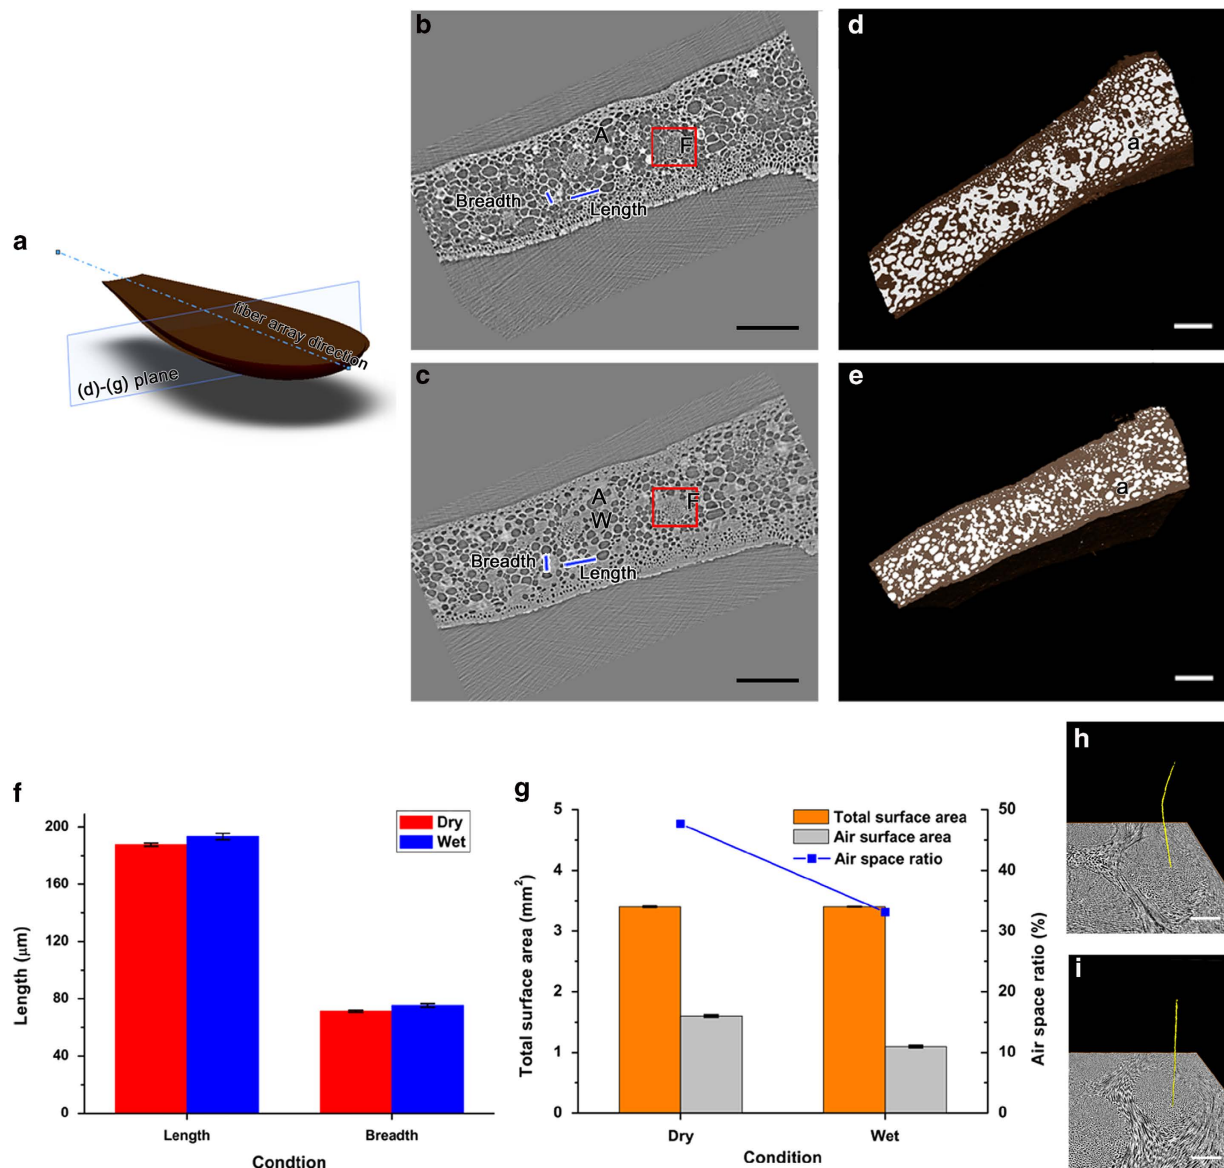 a
fiber array direction
(d)-(g) plane
b
A
F
Breadth
Length
c
A
W
F
Breadth
Length
d
a
e
a
f
Length (μm)
200
160
120
80
40
0
Dry
Wet
Length
Breadth
Condtion
g
Total surface area (mm²)
5
4
3
2
1
0
Total surface area
Air surface area
Air space ratio
50
40
30
20
10
0
Air space ratio (%)
Dry
Wet
Condition
h
i